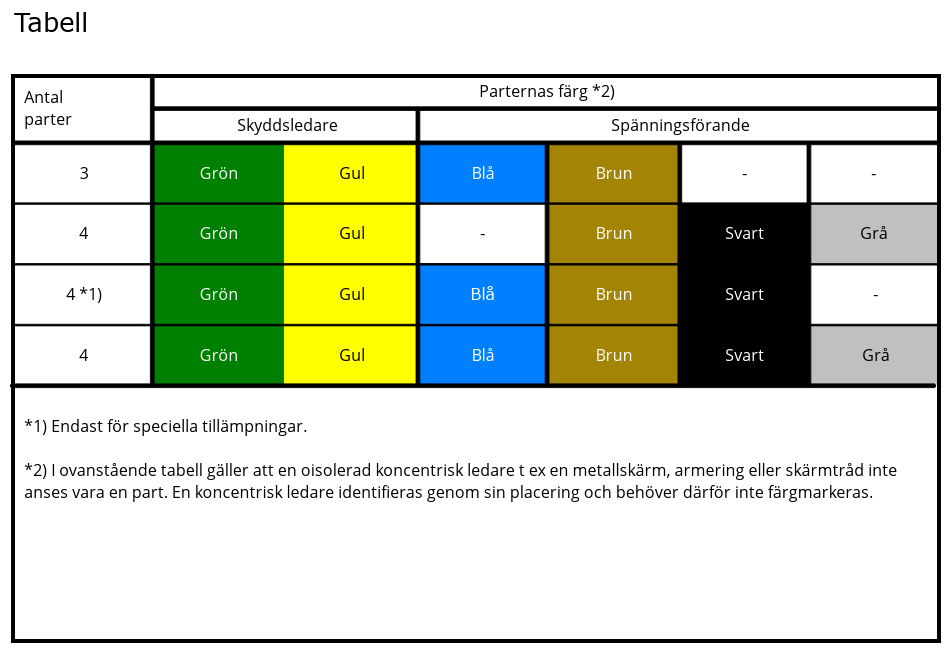 Tabell
Antal
parter
Parternas färg *2)
Skyddsledare
Spänningsförande
3 Grön Gul Blå Brun - -
4 Grön Gul - Brun Svart Grå
4 *1) Grön Gul Blå Brun Svart -
4 Grön Gul Blå Brun Svart Grå
*1) Endast för speciella tillämpningar.
*2) I ovanstående tabell gäller att en oisolerad koncentrisk ledare t ex en metallskärm, armering eller skärmtråd inte
anses vara en part. En koncentrisk ledare identifieras genom sin placering och behöver därför inte färgmarkeras.